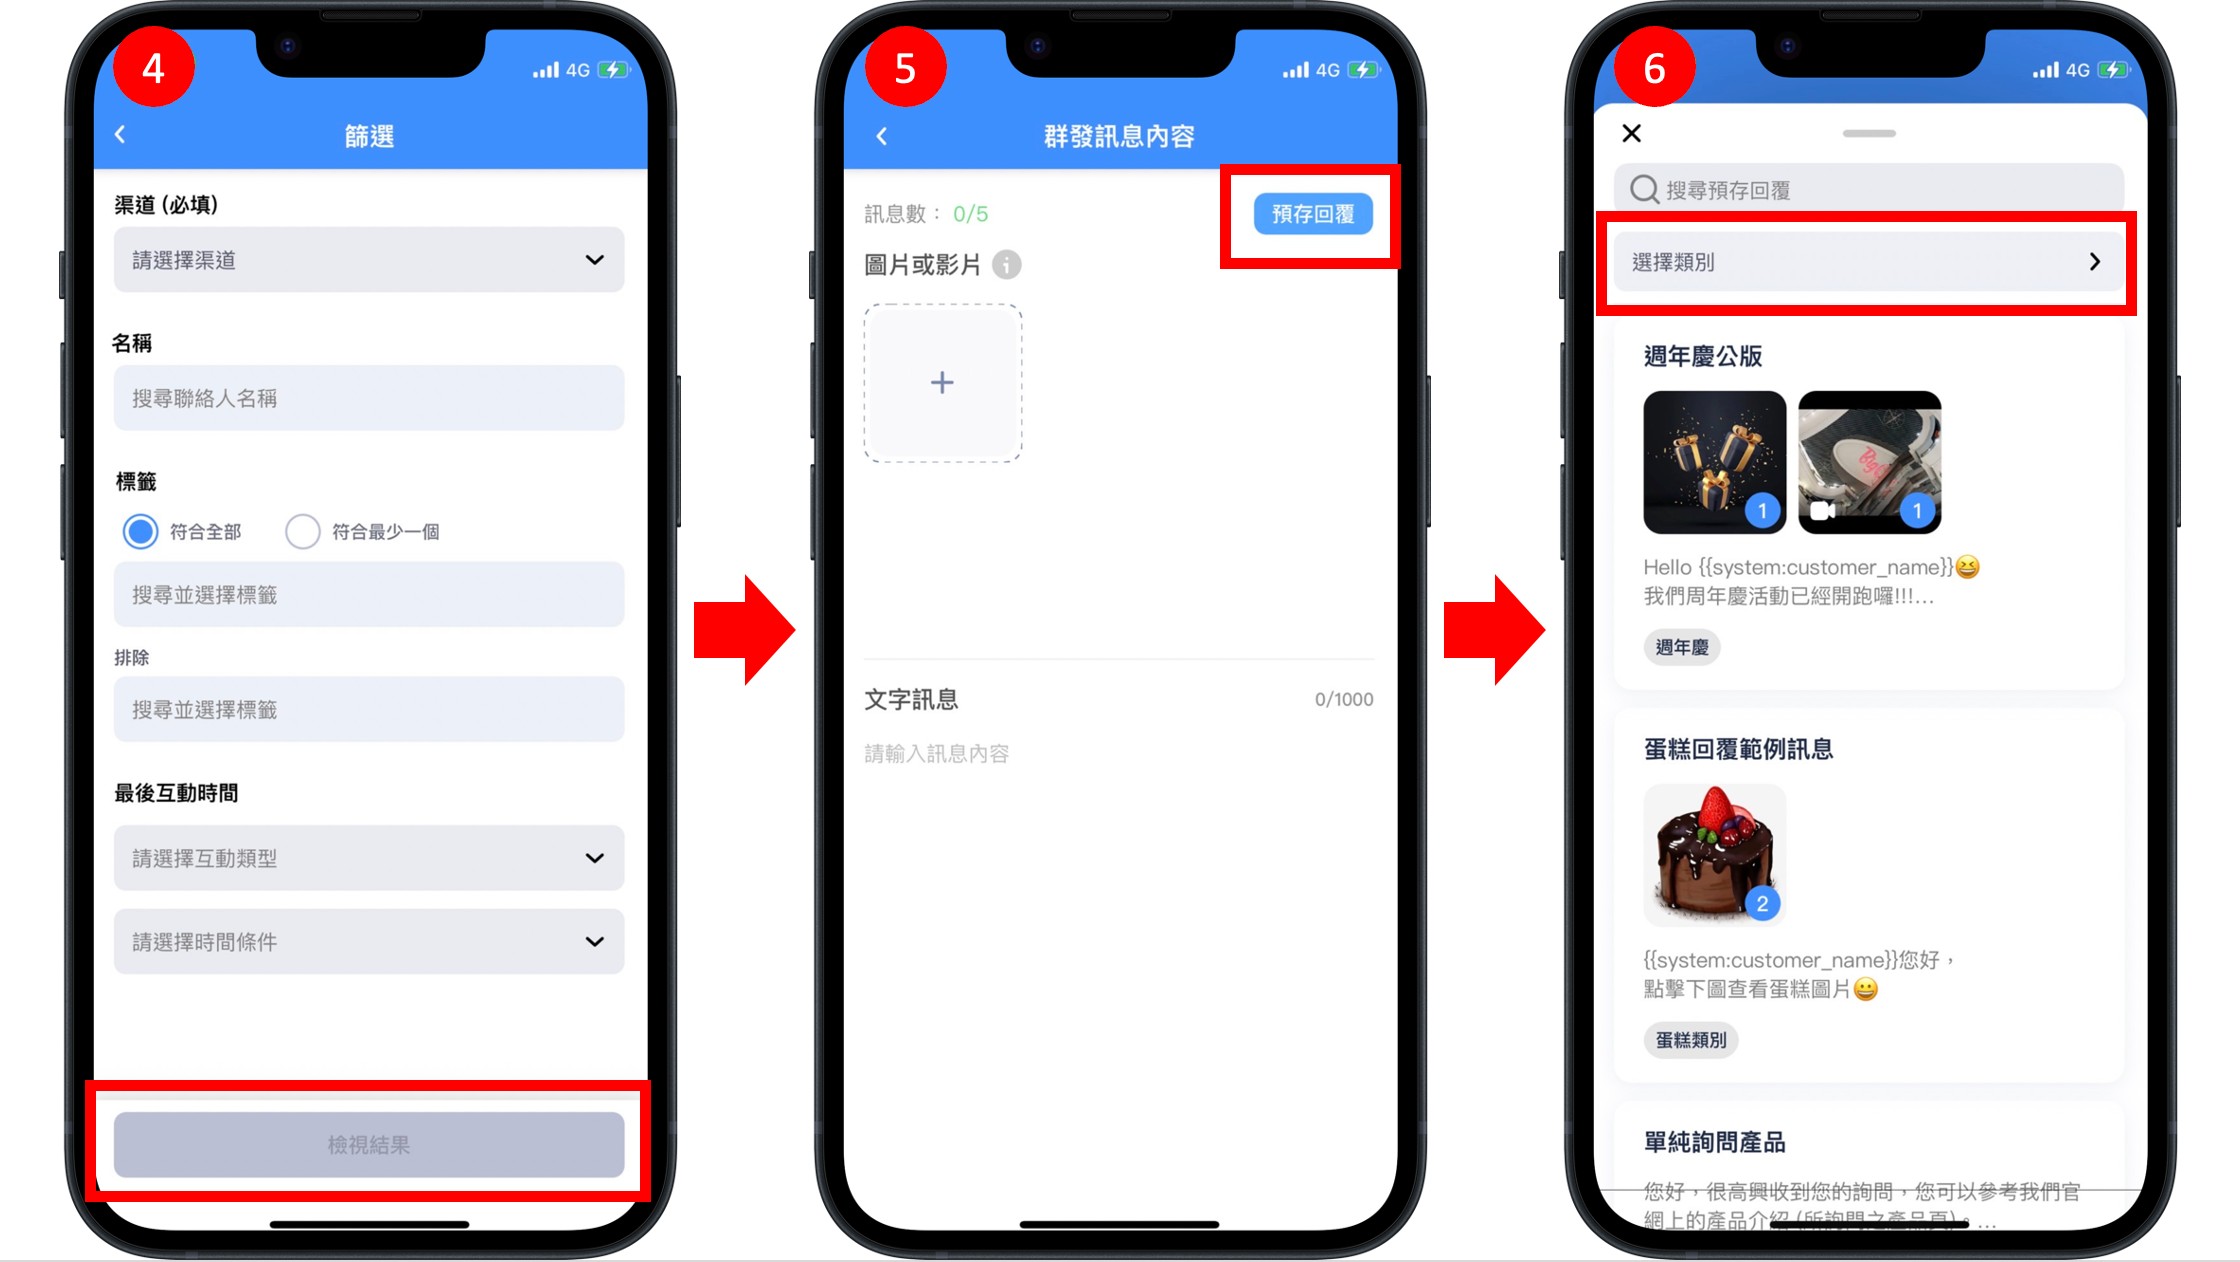 4
4G
篩選
渠道 (必填)
請選擇渠道
名稱
搜尋聯絡人名稱
標籤
符合全部
符合最少一個
搜尋並選擇標籤
排除
搜尋並選擇標籤
最後互動時間
請選擇互動類型
請選擇時間條件
檢視結果
5
4G
群發訊息內容
訊息數： 0/5
預存回覆
圖片或影片
文字訊息
0/1000
請輸入訊息內容
6
4G
搜尋預存回覆
選擇類別
週年慶公版
1
1
Hello {{system:customer_name}}😆
我們周年慶活動已經開跑囉!!!...
週年慶
蛋糕回覆範例訊息
2
{{system:customer_name}}您好，
點擊下圖查看蛋糕圖片😀
蛋糕類別
單純詢問產品
您好，很高興收到您的詢問，您可以參考我們官
網上的產品介紹 (所詢問之產品頁)。...